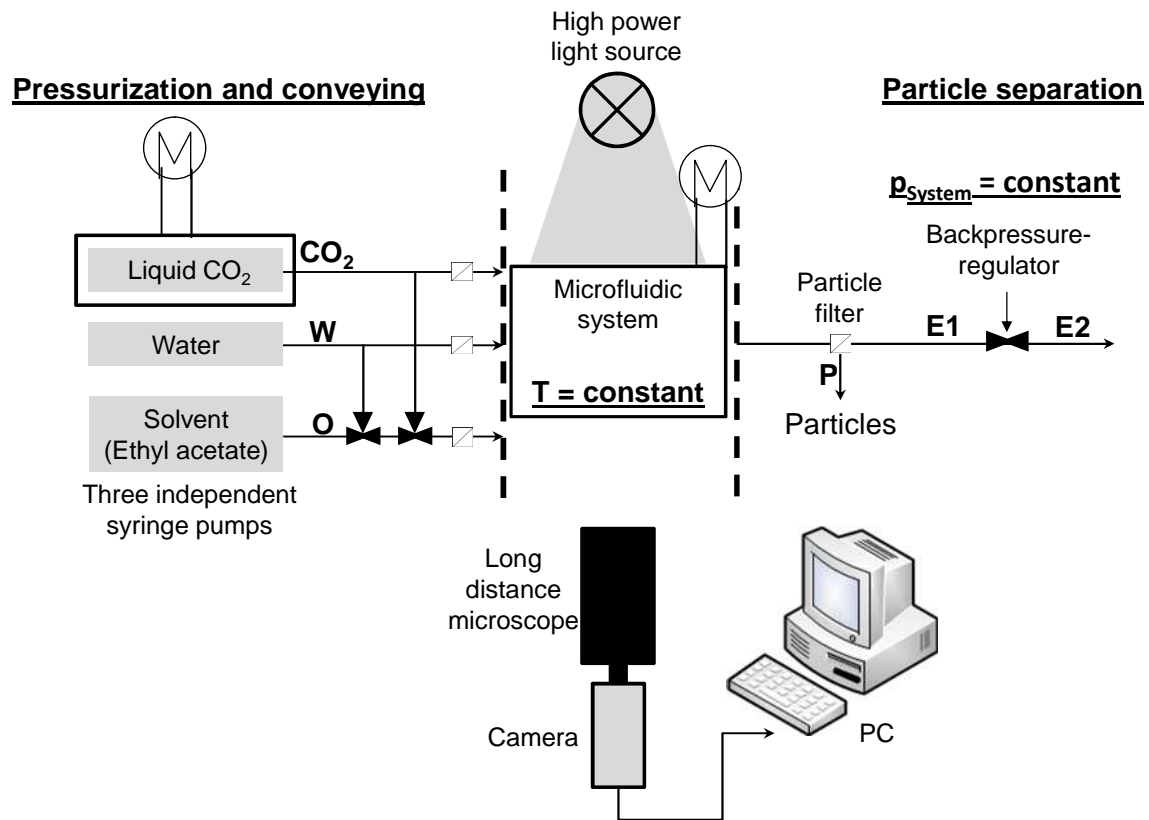 High power
light source
Pressurization and conveying
Particle separation
p_System = constant
Liquid CO₂
CO₂
Backpressure-
regulator
Microfluidic
system
Particle
filter
Water
W
E1
E2
T = constant
P
Particles
Solvent
(Ethyl acetate)
O
Three independent
syringe pumps
Long
distance
microscope
Camera
PC